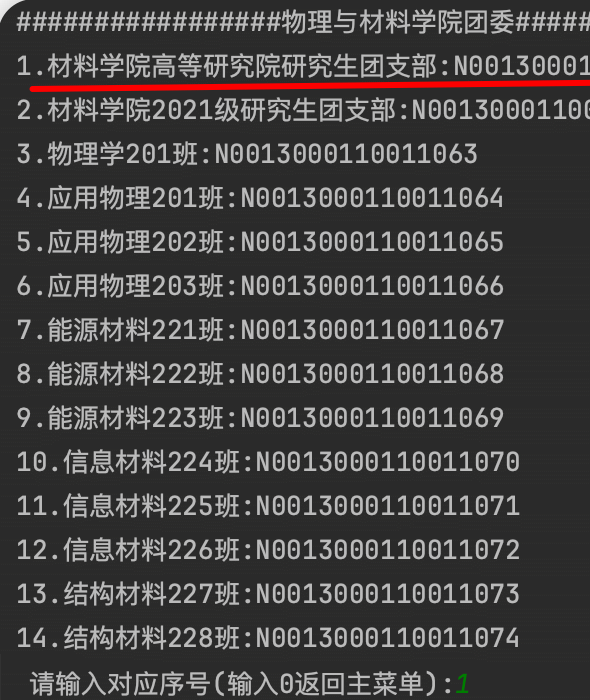 #################物理与材料学院团委#####
1.材料学院高等研究院研究生团支部:N00130001
2.材料学院2021级研究生团支部:N00130001100
3.物理学201班:N0013000110011063
4.应用物理201班:N0013000110011064
5.应用物理202班:N0013000110011065
6.应用物理203班:N0013000110011066
7.能源材料221班:N0013000110011067
8.能源材料222班:N0013000110011068
9.能源材料223班:N0013000110011069
10.信息材料224班:N0013000110011070
11.信息材料225班:N0013000110011071
12.信息材料226班:N0013000110011072
13.结构材料227班:N0013000110011073
14.结构材料228班:N0013000110011074
请输入对应序号(输入0返回主菜单):1